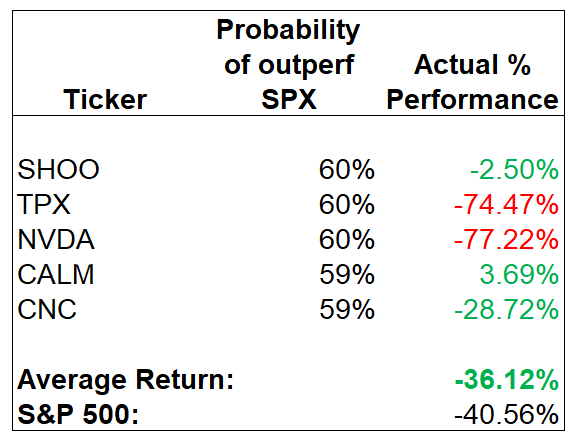 Probability
of outperf Actual %
Ticker SPX Performance
SHOO 60% -2.50%
TPX 60% -74.47%
NVDA 60% -77.22%
CALM 59% 3.69%
CNC 59% -28.72%
Average Return: -36.12%
S&P 500: -40.56%